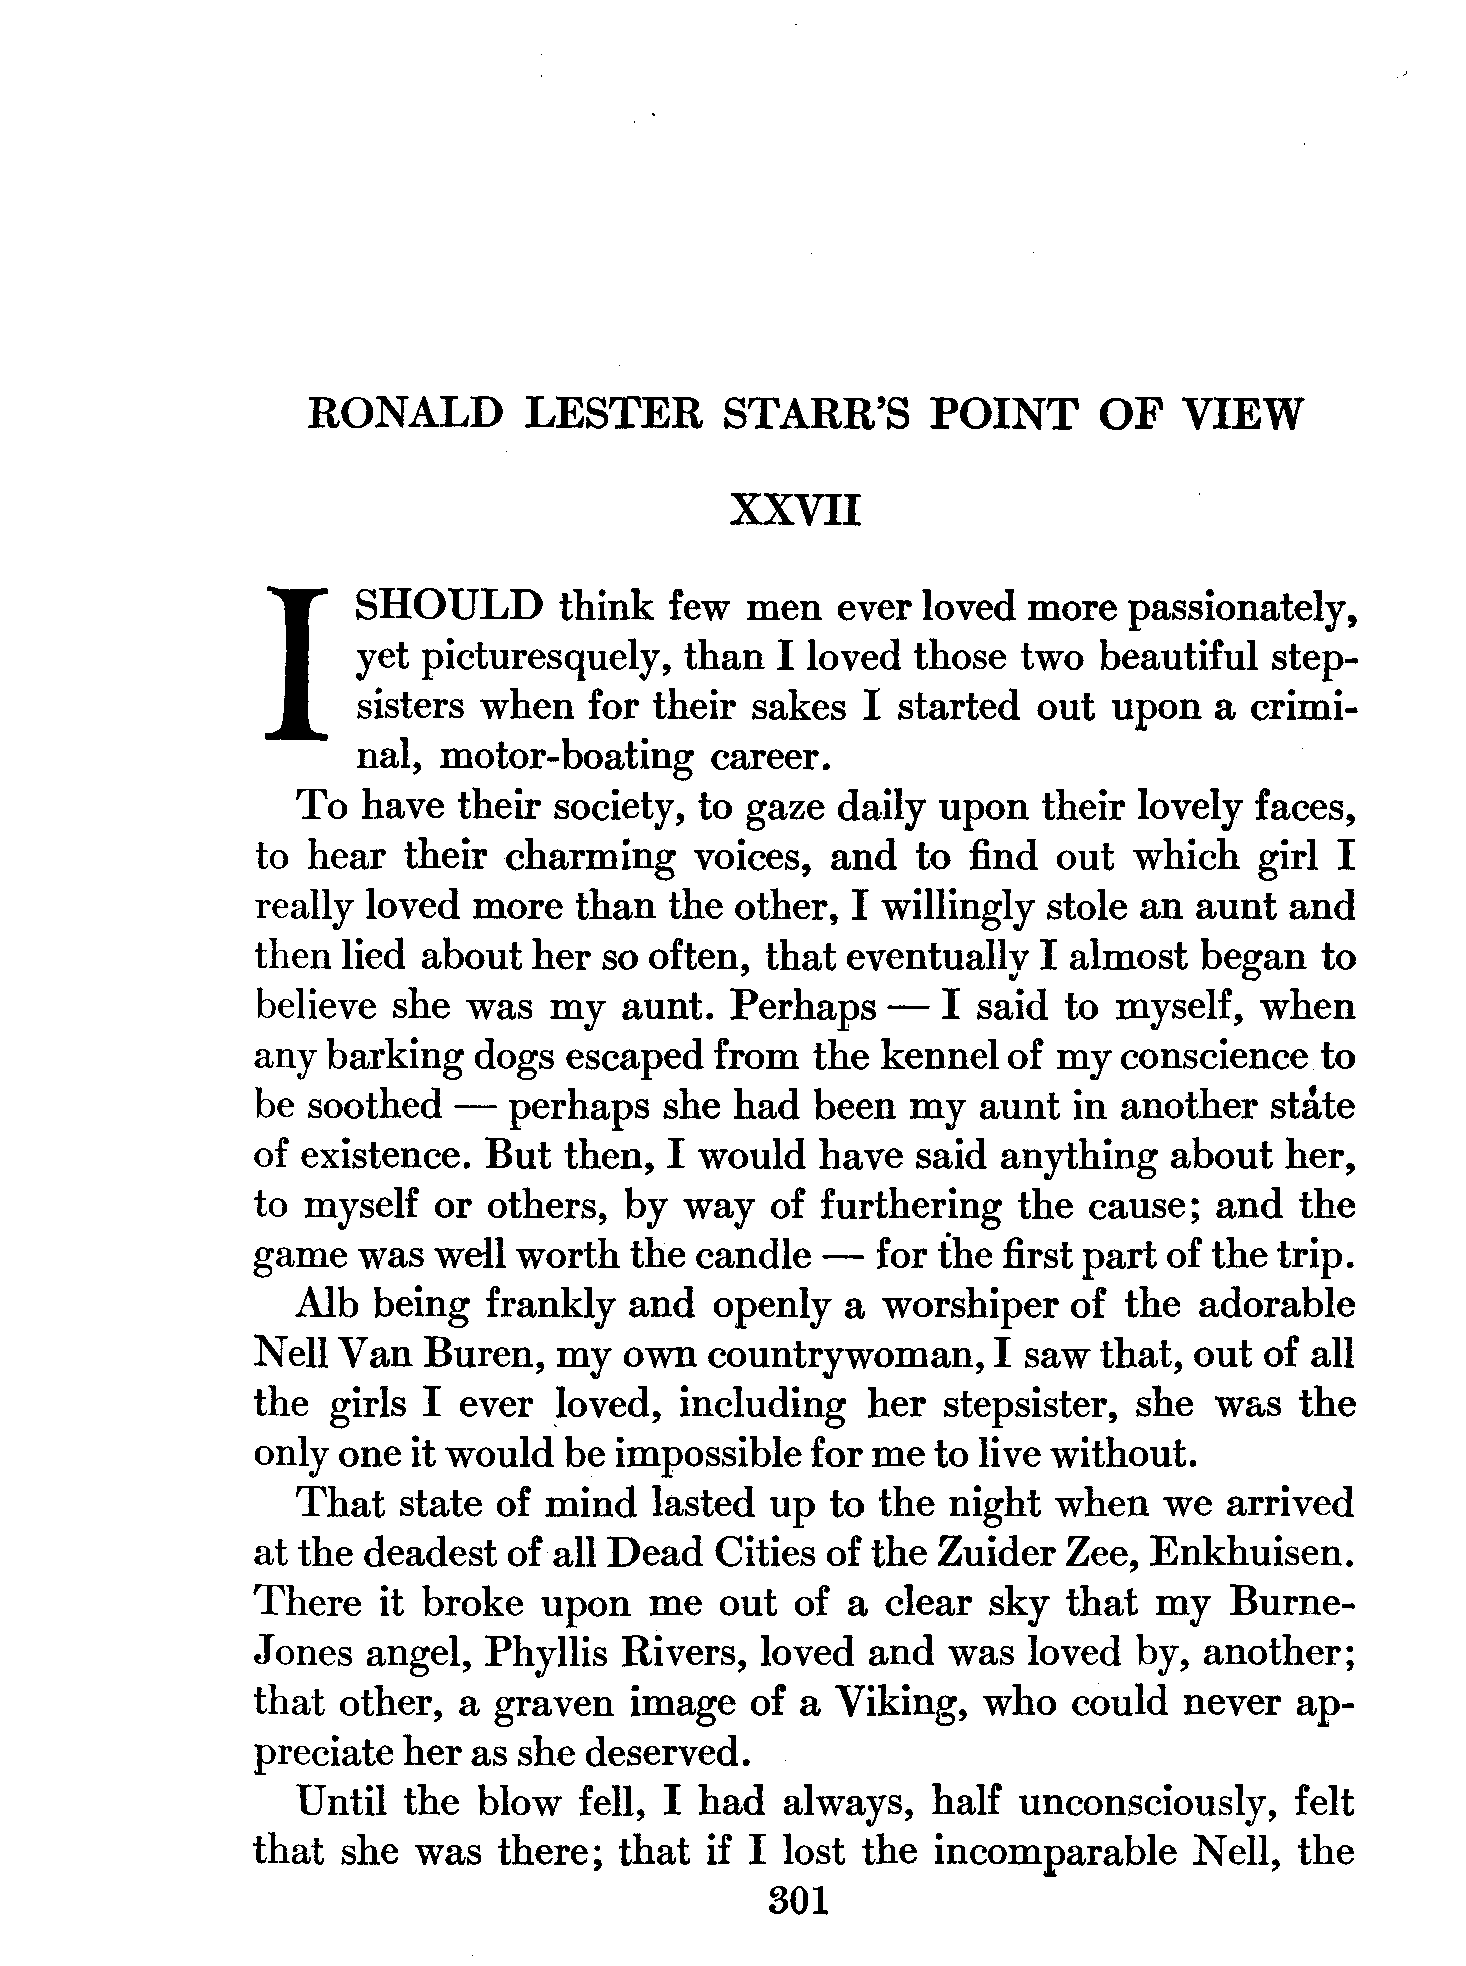 RONALD LESTER STARR'S POINT OF VIEW
XXVII
I SHOULD think few men ever loved more passionately,
yet picturesquely, than I loved those two beautiful step-
sisters when for their sakes I started out upon a crimi-
nal, motor-boating career.
To have their society, to gaze daily upon their lovely faces,
to hear their charming voices, and to find out which girl I
really loved more than the other, I willingly stole an aunt and
then lied about her so often, that eventually I almost began to
believe she was my aunt. Perhaps — I said to myself, when
any barking dogs escaped from the kennel of my conscience to
be soothed — perhaps she had been my aunt in another state
of existence. But then, I would have said anything about her,
to myself or others, by way of furthering the cause; and the
game was well worth the candle — for the first part of the trip.
Alb being frankly and openly a worshiper of the adorable
Nell Van Buren, my own countrywoman, I saw that, out of all
the girls I ever loved, including her stepsister, she was the
only one it would be impossible for me to live without.
That state of mind lasted up to the night when we arrived
at the deadest of all Dead Cities of the Zuider Zee, Enkhuisen.
There it broke upon me out of a clear sky that my Burne-
Jones angel, Phyllis Rivers, loved and was loved by, another;
that other, a graven image of a Viking, who could never ap-
preciate her as she deserved.
Until the blow fell, I had always, half unconsciously, felt
that she was there; that if I lost the incomparable Nell, the
301